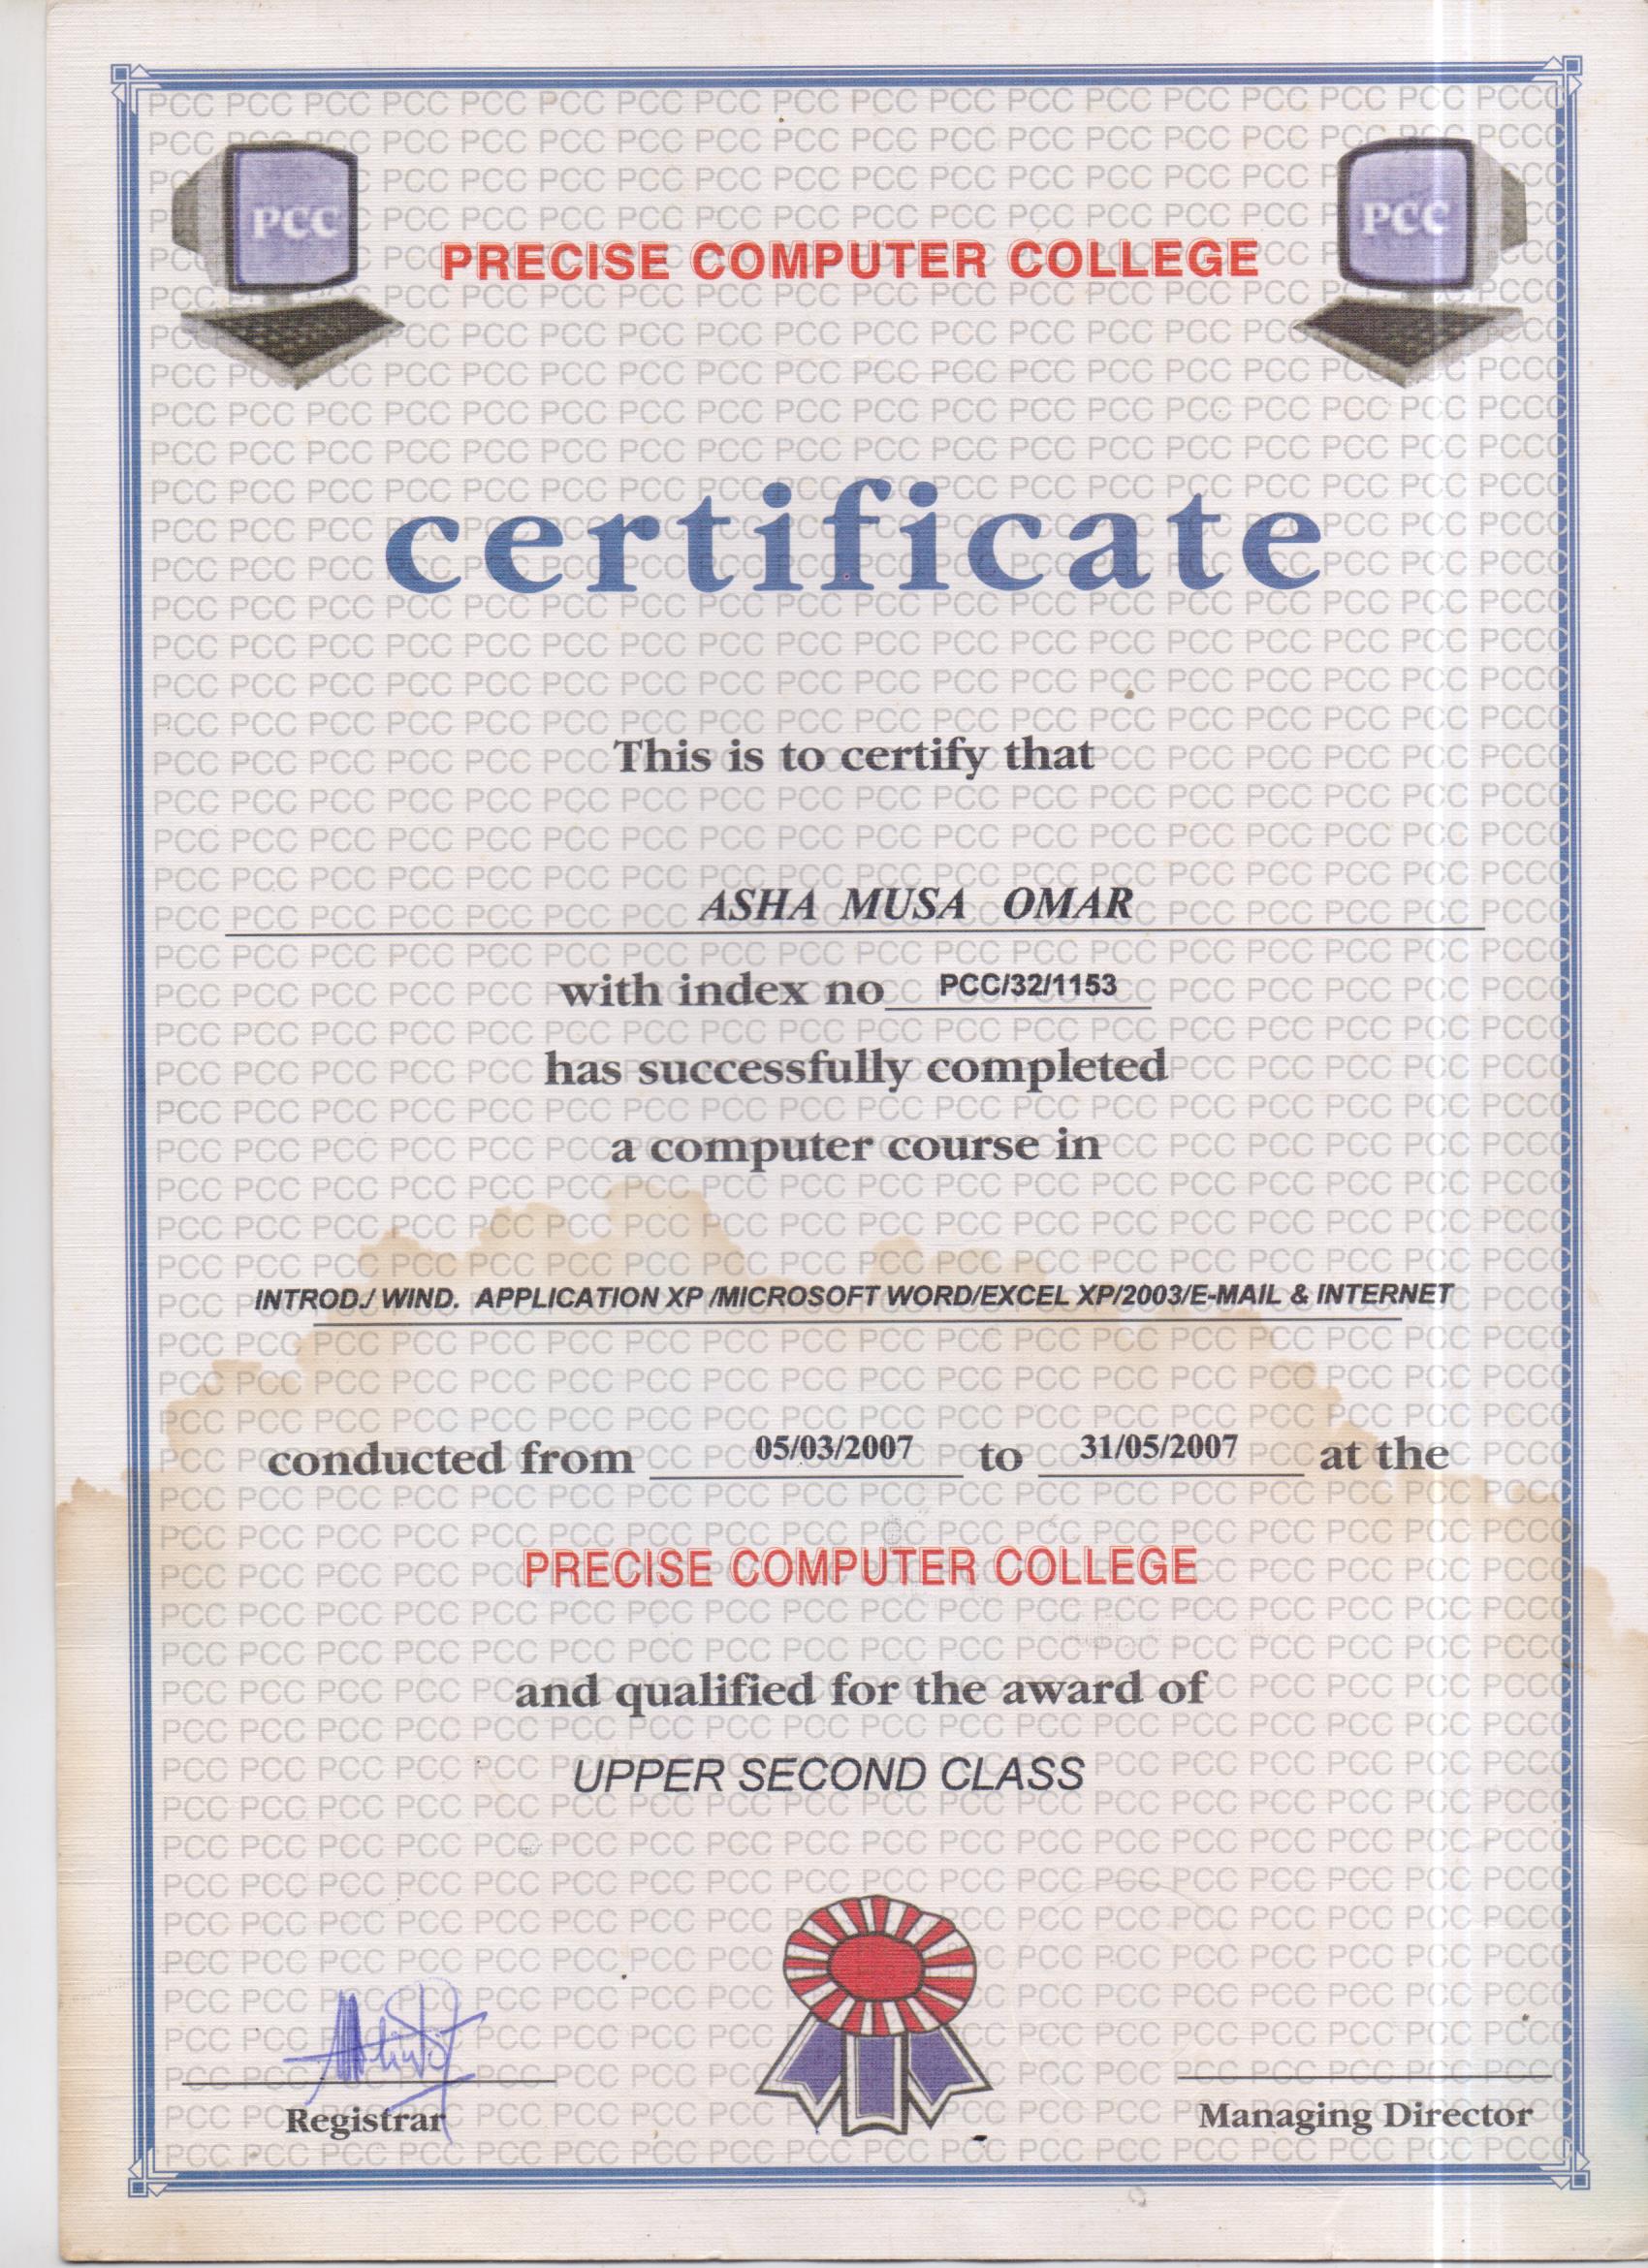 PCC
PCC
PRECISE COMPUTER COLLEGE
certificate
This is to certify that
ASHA MUSA OMAR
with index no PCC/32/1153
has successfully completed
a computer course in
INTROD./ WIND. APPLICATION XP /MICROSOFT WORD/EXCEL XP/2003/E-MAIL & INTERNET
conducted from 05/03/2007 to 31/05/2007 at the
PRECISE COMPUTER COLLEGE
and qualified for the award of
UPPER SECOND CLASS
Registrar
Managing Director